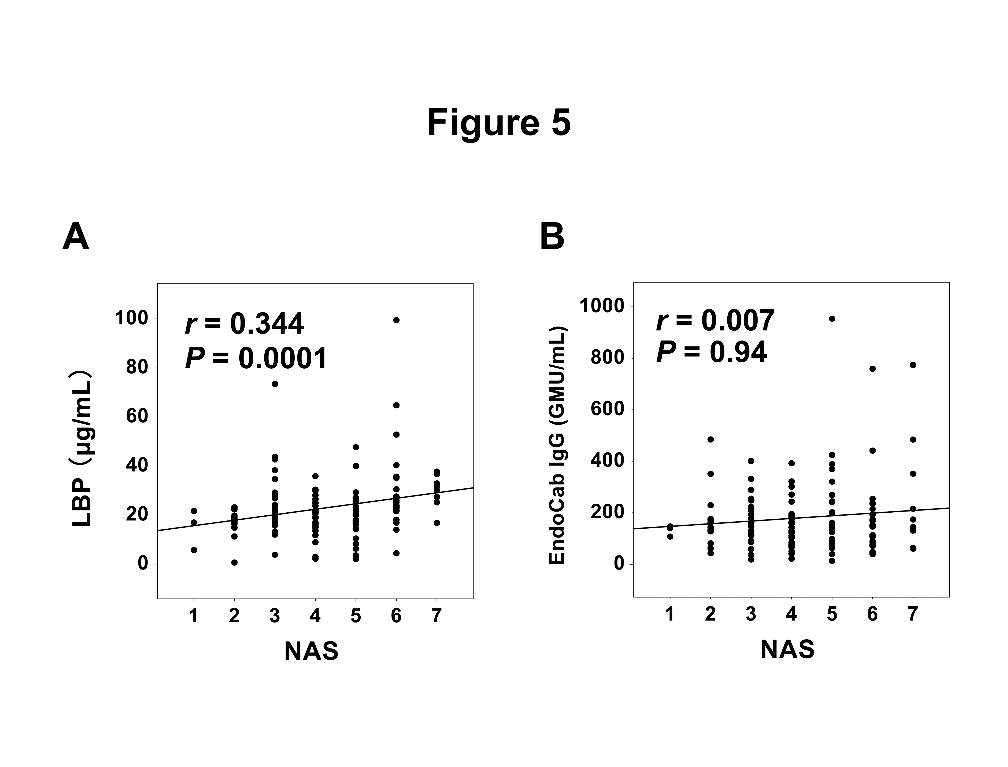 Figure 5
A
B
r = 0.344
P = 0.0001
100
80
60
40
20
0
LBP (μg/mL)
1 2 3 4 5 6 7
NAS
r = 0.007
P = 0.94
1000
800
600
400
200
0
EndoCab IgG (GMU/mL)
1 2 3 4 5 6 7
NAS